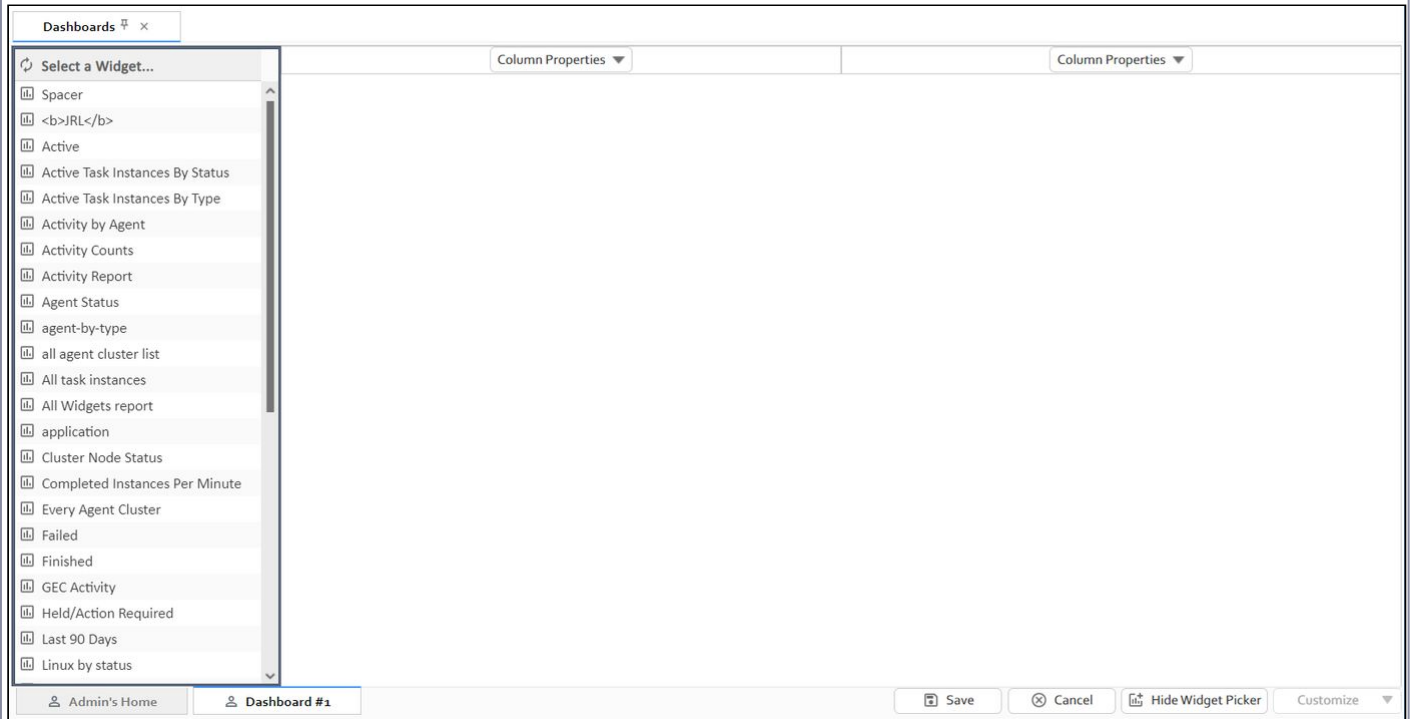 Dashboards
Select a Widget...
Column Properties
Column Properties
Spacer
<b>JRL</b>
Active
Active Task Instances By Status
Active Task Instances By Type
Activity by Agent
Activity Counts
Activity Report
Agent Status
agent-by-type
all agent cluster list
All task instances
All Widgets report
application
Cluster Node Status
Completed Instances Per Minute
Every Agent Cluster
Failed
Finished
GEC Activity
Held/Action Required
Last 90 Days
Linux by status
Admin's Home
Dashboard #1
Save
Cancel
Hide Widget Picker
Customize